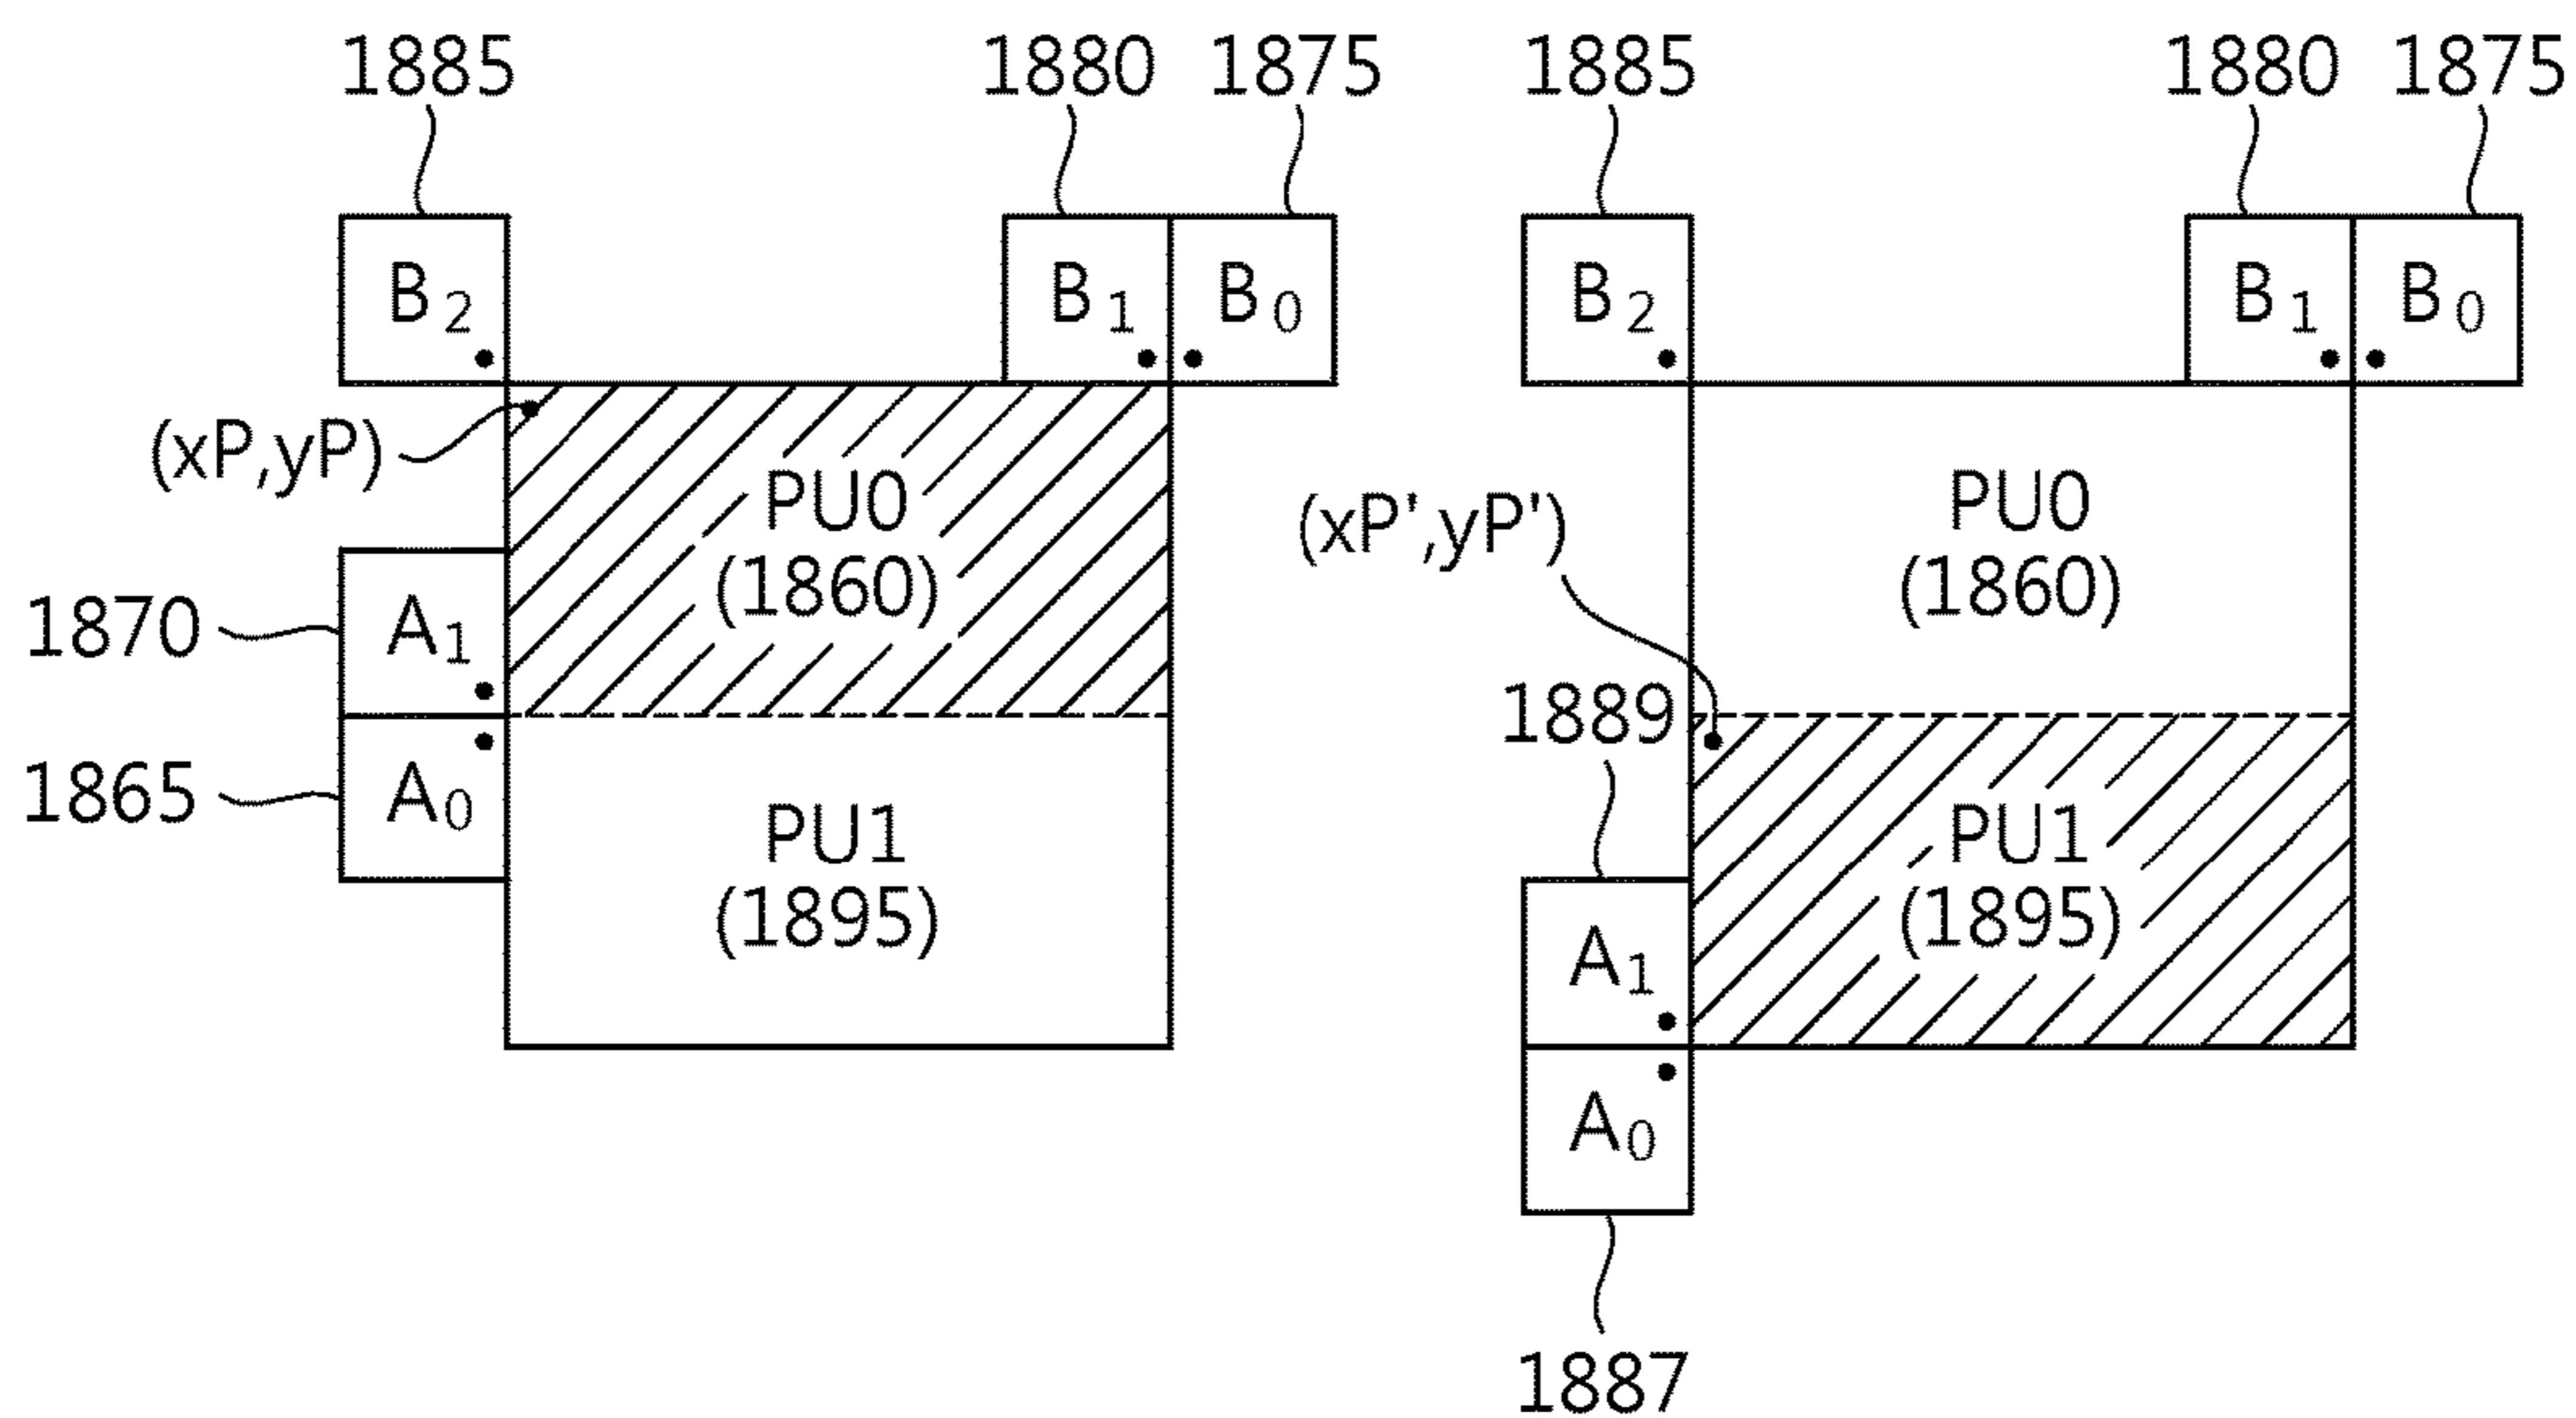 1885
1880
1875
B2
B1
B0
(xP,yP)
PU0
(1860)
1870
A1
1865
A0
PU1
(1895)
1885
1880
1875
B2
B1
B0
(xP',yP')
PU0
(1860)
1889
PU1
(1895)
A1
A0
1887